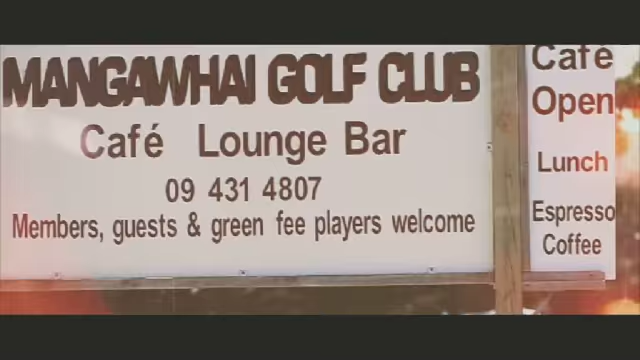 MANGAWHAI GOLF CLUB
Café Lounge Bar
09 431 4807
Members, guests & green fee players welcome
Café
Open
Lunch
Espresso
Coffee